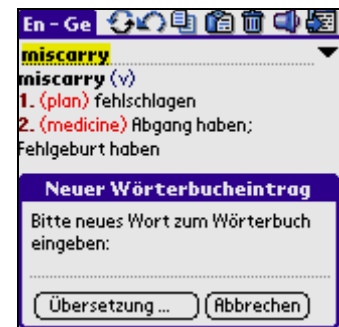 En - Ge
miscarry
miscarry (v)
1. (plan) fehlschlagen
2. (medicine) Abgang haben;
Fehlgeburt haben
Neuer Wörterbucheintrag
Bitte neues Wort zum Wörterbuch
eingeben:
Übersetzung ... Abbrechen